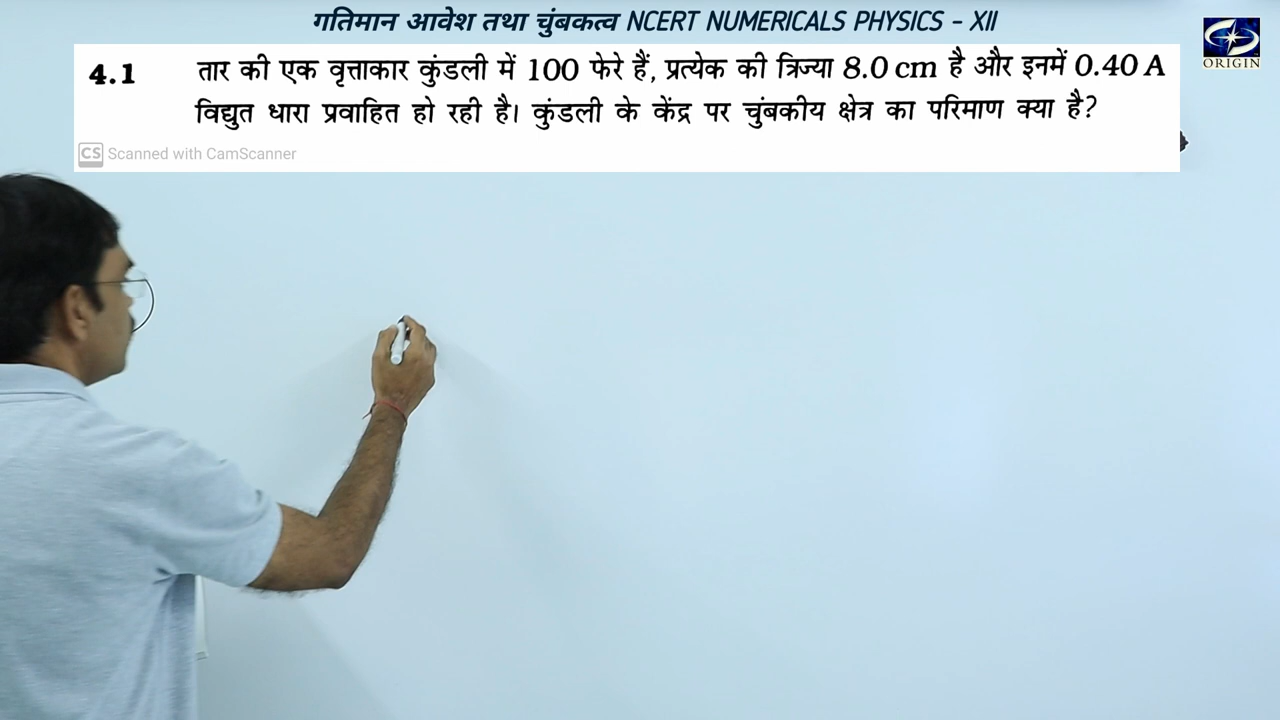 गतिमान आवेश तथा चुंबकत्व NCERT NUMERICALS PHYSICS - XII
ORIGIN
4.1 तार की एक वृत्ताकार कुंडली में 100 फेरे हैं, प्रत्येक की त्रिज्या 8.0 cm है और इनमें 0.40 A
विद्युत धारा प्रवाहित हो रही है। कुंडली के केंद्र पर चुंबकीय क्षेत्र का परिमाण क्या है?
CS Scanned with CamScanner